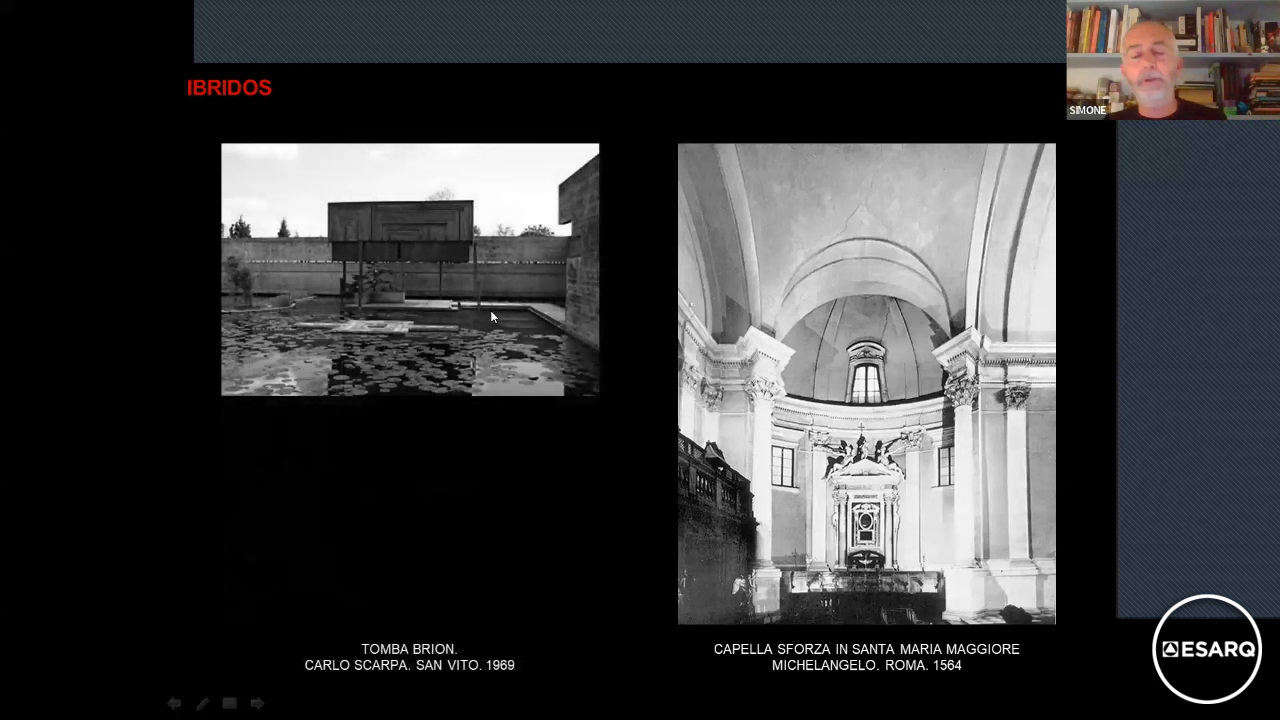 IBRIDOS
SIMONE
TOMBA BRION.
CARLO SCARPA. SAN VITO. 1969
CAPELLA SFORZA IN SANTA MARIA MAGGIORE
MICHELANGELO. ROMA. 1564
ESARQ